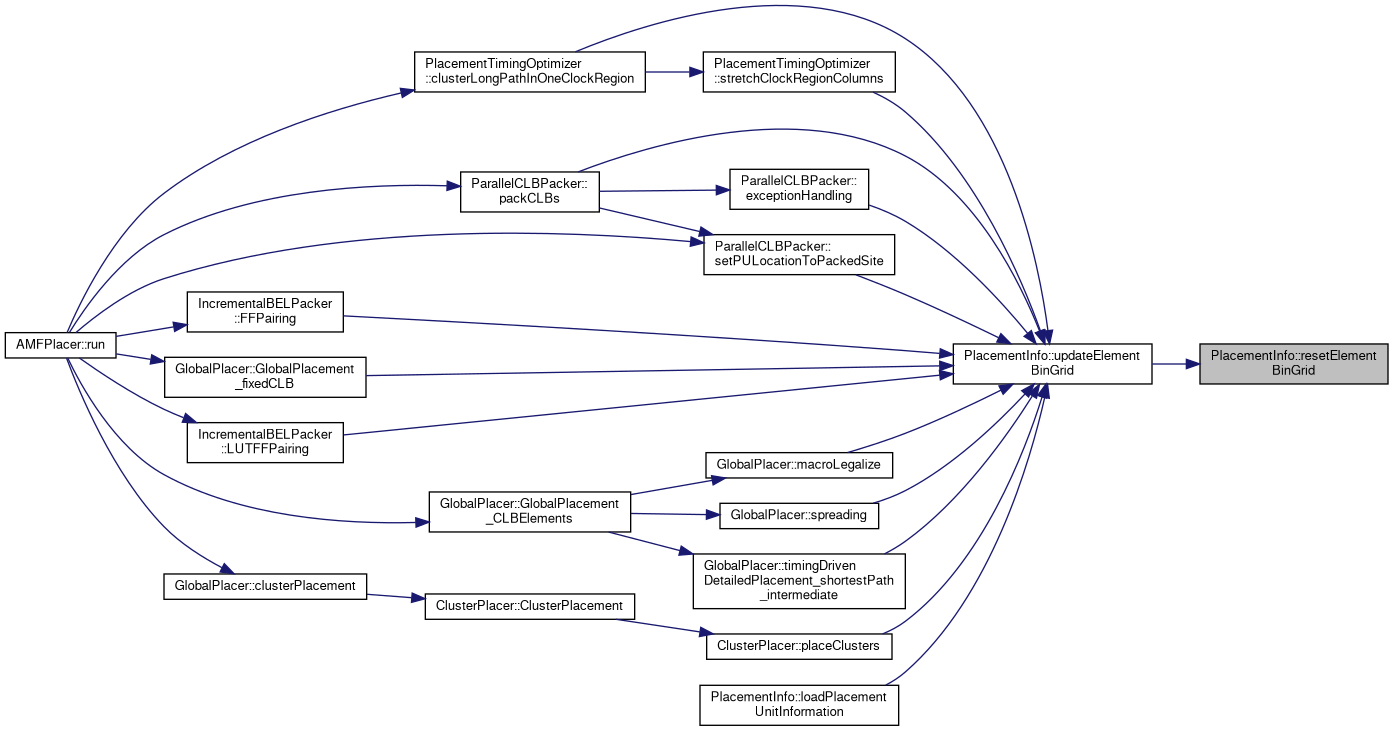 PlacementTimingOptimizer
::clusterLongPathInOneClockRegion
PlacementTimingOptimizer
::stretchClockRegionColumns
ParallelCLBPacker::
packCLBs
ParallelCLBPacker::
exceptionHandling
ParallelCLBPacker::
setPULocationToPackedSite
IncrementalBELPacker
::FFPairing
AMFPlacer::run
GlobalPlacer::GlobalPlacement
_fixedCLB
PlacementInfo::updateElement
BinGrid
PlacementInfo::resetElement
BinGrid
IncrementalBELPacker
::LUTFFPairing
GlobalPlacer::macroLegalize
GlobalPlacer::GlobalPlacement
_CLBElements
GlobalPlacer::spreading
GlobalPlacer::timingDriven
DetailedPlacement_shortestPath
_intermediate
GlobalPlacer::clusterPlacement
ClusterPlacer::ClusterPlacement
ClusterPlacer::placeClusters
PlacementInfo::loadPlacement
UnitInformation